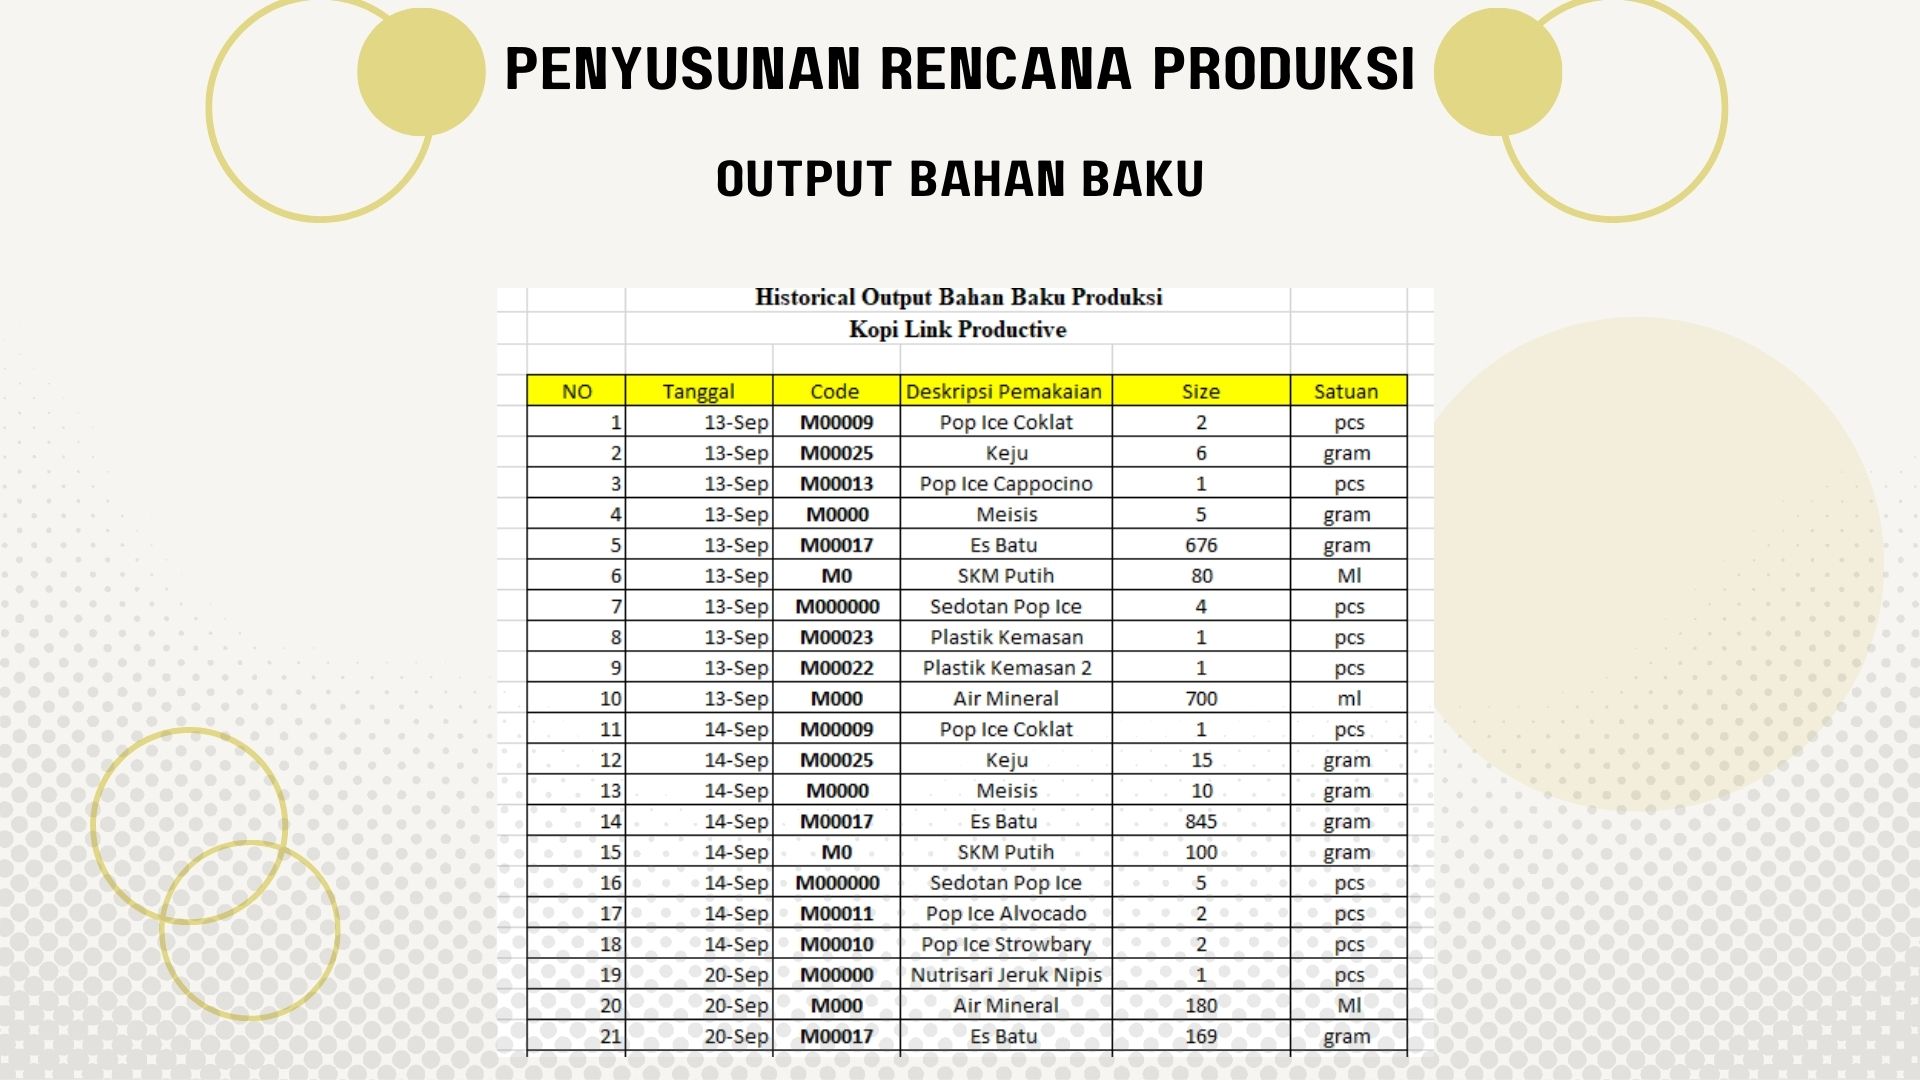 PENYUSUNAN RENCANA PRODUKSI
OUTPUT BAHAN BAKU
Historical Output Bahan Baku Produksi
Kopi Link Productive
NO Tanggal Code Deskripsi Pemakaian Size Satuan
1 13-Sep M00009 Pop Ice Coklat 2 pcs
2 13-Sep M00025 Keju 6 gram
3 13-Sep M00013 Pop Ice Cappocino 1 pcs
4 13-Sep M0000 Meisis 5 gram
5 13-Sep M00017 Es Batu 676 gram
6 13-Sep M0 SKM Putih 80 Ml
7 13-Sep M000000 Sedotan Pop Ice 4 pcs
8 13-Sep M00023 Plastik Kemasan 1 pcs
9 13-Sep M00022 Plastik Kemasan 2 1 pcs
10 13-Sep M000 Air Mineral 700 ml
11 14-Sep M00009 Pop Ice Coklat 1 pcs
12 14-Sep M00025 Keju 15 gram
13 14-Sep M0000 Meisis 10 gram
14 14-Sep M00017 Es Batu 845 gram
15 14-Sep M0 SKM Putih 100 gram
16 14-Sep M000000 Sedotan Pop Ice 5 pcs
17 14-Sep M00011 Pop Ice Alvocado 2 pcs
18 14-Sep M00010 Pop Ice Strowbary 2 pcs
19 20-Sep M00000 Nutrisari Jeruk Nipis 1 pcs
20 20-Sep M000 Air Mineral 180 Ml
21 20-Sep M00017 Es Batu 169 gram